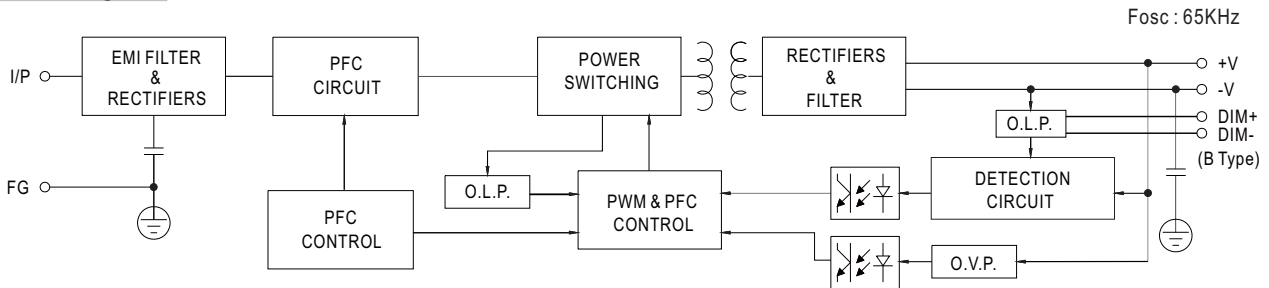 Fosc : 65KHz
I/P
EMI FILTER
&
RECTIFIERS
PFC
CIRCUIT
POWER
SWITCHING
RECTIFIERS
&
FILTER
+V
-V
DIM+
DIM-
(B Type)
O.L.P.
FG
O.L.P.
PFC
CONTROL
PWM & PFC
CONTROL
DETECTION
CIRCUIT
O.V.P.